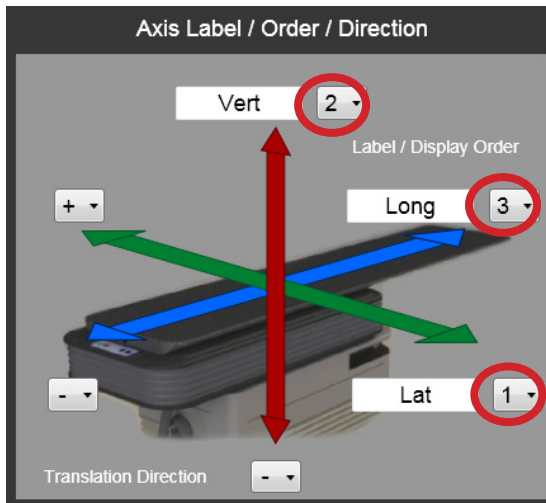 Axis Label / Order / Direction
Vert 2
Label / Display Order
+
Long 3
-
Lat 1
Translation Direction -